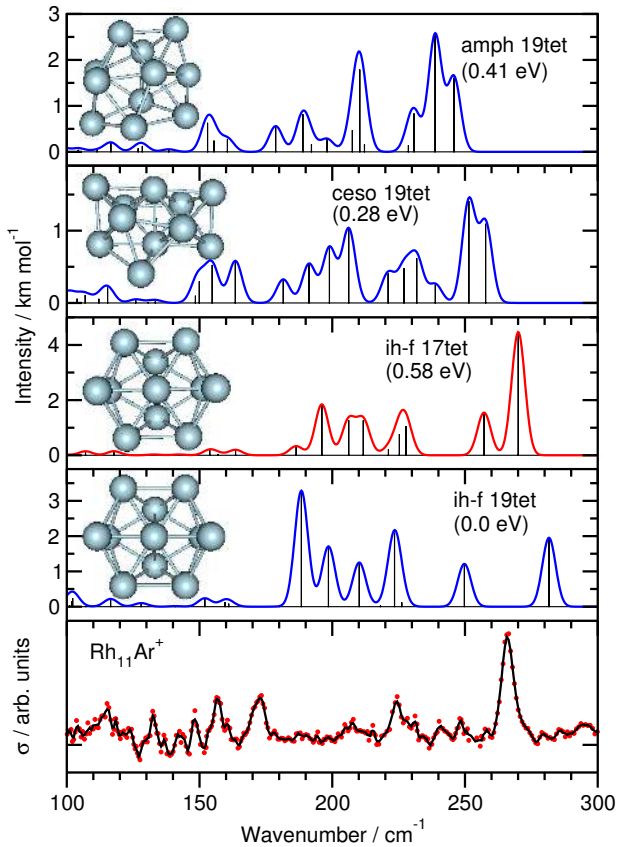 3
2
1
0
amph 19tet
(0.41 eV)
1
0
ceso 19tet
(0.28 eV)
4
2
0
ih-f 17tet
(0.58 eV)
3
2
1
0
ih-f 19tet
(0.0 eV)
Intensity / km mol⁻¹
Rh₁₁Ar⁺
σ / arb. units
100 150 200 250 300
Wavenumber / cm⁻¹